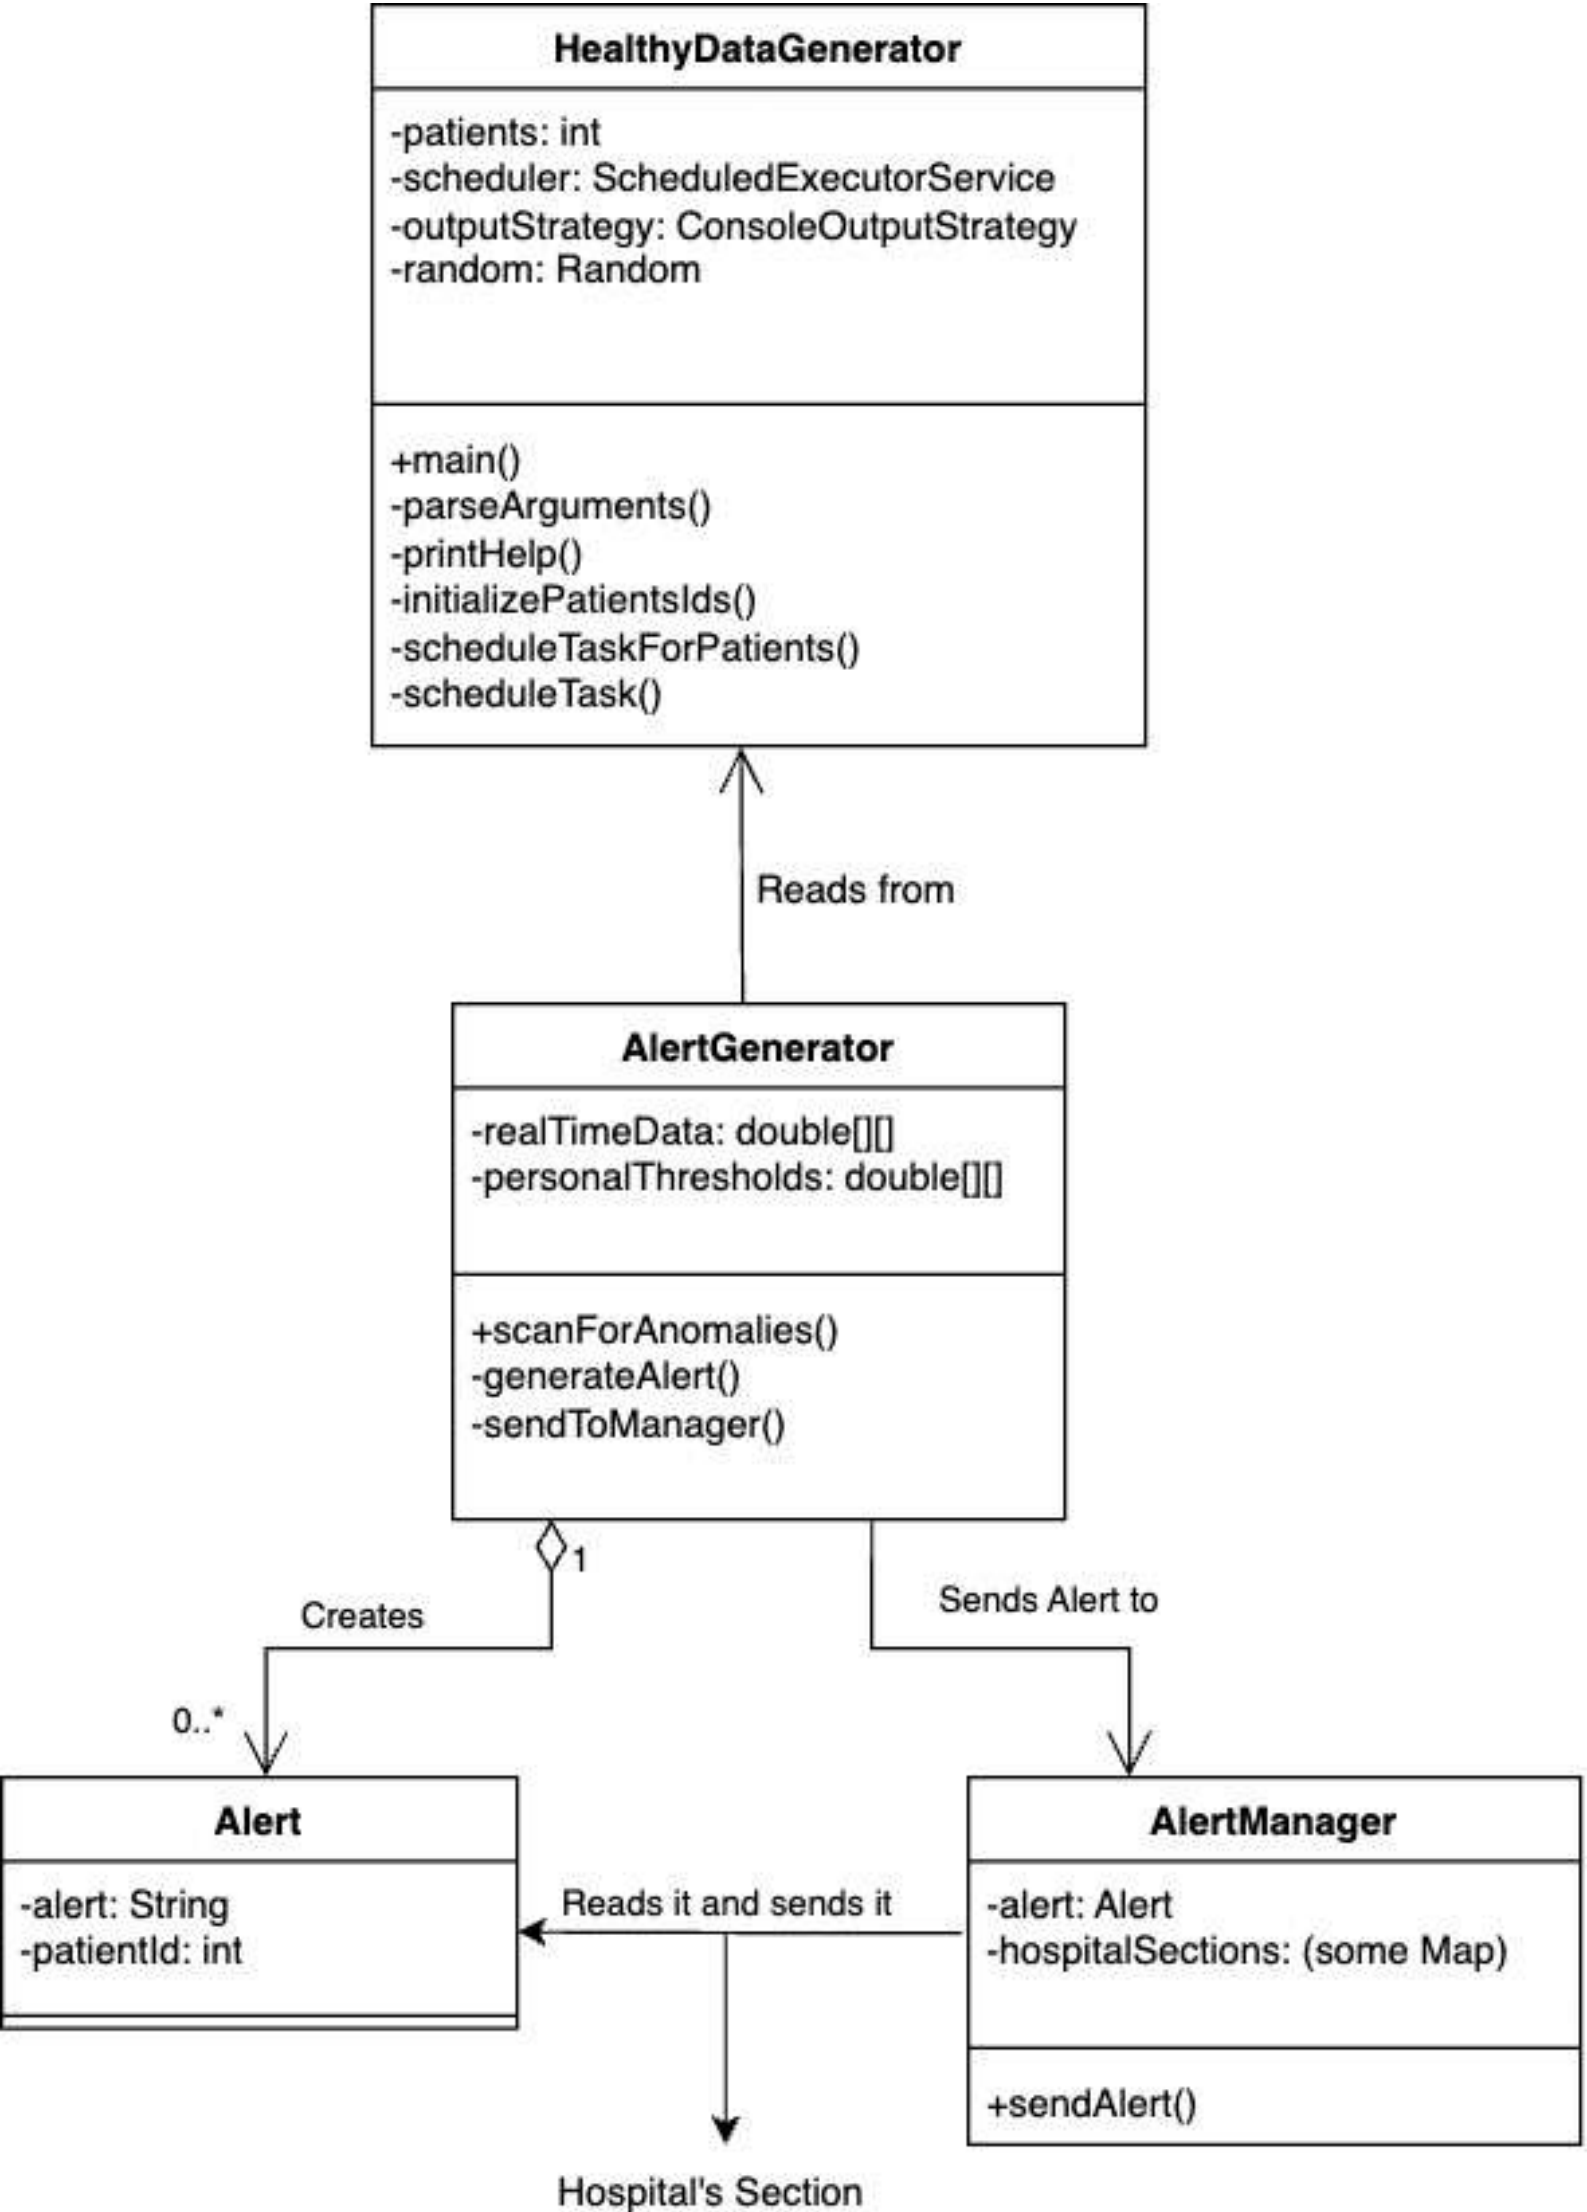 HealthyDataGenerator
-patients: int
-scheduler: ScheduledExecutorService
-outputStrategy: ConsoleOutputStrategy
-random: Random
+main()
-parseArguments()
-printHelp()
-initializePatientsIds()
-scheduleTaskForPatients()
-scheduleTask()
Reads from
AlertGenerator
-realTimeData: double[][]
-personalThresholds: double[][]
+scanForAnomalies()
-generateAlert()
-sendToManager()
1
Creates
Sends Alert to
0..*
Alert
-alert: String
-patientId: int
Reads it and sends it
AlertManager
-alert: Alert
-hospitalSections: (some Map)
+sendAlert()
Hospital's Section